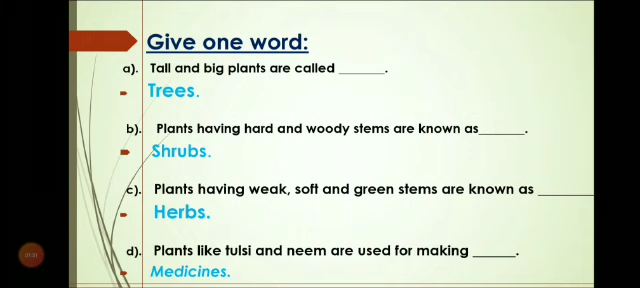 Give one word:
a). Tall and big plants are called _______.
Trees.
b). Plants having hard and woody stems are known as_______.
Shrubs.
c). Plants having weak, soft and green stems are known as ________
Herbs.
d). Plants like tulsi and neem are used for making ______.
Medicines.